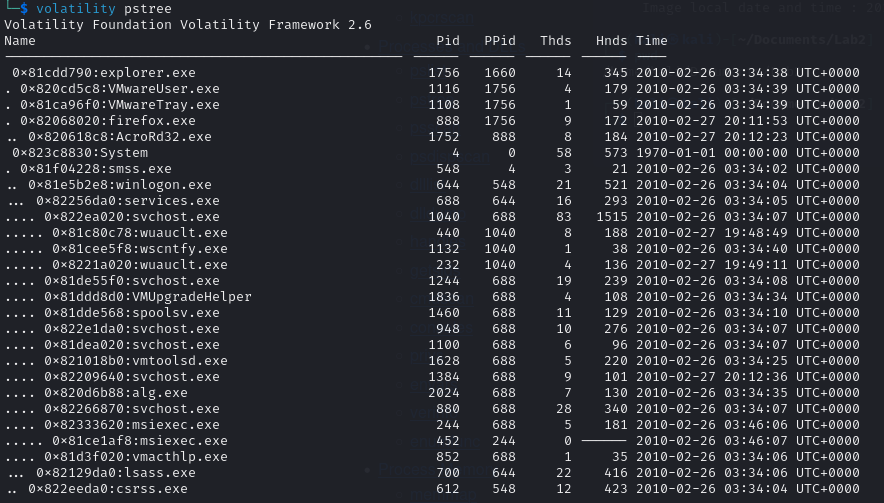 └─$ volatility pstree
Image local date and time : 20
Volatility Foundation Volatility Framework 2.6
Name Pid PPid Thds Hnds Time
[~/Documents/Lab2]
0×81cdd790:explorer.exe 1756 1660 14 345 2010-02-26 03:34:38 UTC+0000
. 0×820cd5c8:VMwareUser.exe 1116 1756 4 179 2010-02-26 03:34:39 UTC+0000
. 0×81ca96f0:VMwareTray.exe 1108 1756 1 59 2010-02-26 03:34:39 UTC+0000
. 0×82068020:firefox.exe 888 1756 9 172 2010-02-27 20:11:53 UTC+0000
.. 0×820618c8:AcroRd32.exe 1752 888 8 184 2010-02-27 20:12:23 UTC+0000
0×823c8830:System 4 0 58 573 1970-01-01 00:00:00 UTC+0000
. 0×81f04228:smss.exe 548 4 3 21 2010-02-26 03:34:02 UTC+0000
.. 0×81e5b2e8:winlogon.exe 644 548 21 521 2010-02-26 03:34:04 UTC+0000
... 0×82256da0:services.exe 688 644 16 293 2010-02-26 03:34:05 UTC+0000
.... 0×822ea020:svchost.exe 1040 688 83 1515 2010-02-26 03:34:07 UTC+0000
..... 0×81c80c78:wuauclt.exe 440 1040 8 188 2010-02-27 19:48:49 UTC+0000
..... 0×81cee5f8:wscntfy.exe 1132 1040 1 38 2010-02-26 03:34:40 UTC+0000
..... 0×8221a020:wuauclt.exe 232 1040 4 136 2010-02-27 19:49:11 UTC+0000
.... 0×81de55f0:svchost.exe 1244 688 19 239 2010-02-26 03:34:08 UTC+0000
.... 0×81ddd8d0:VMUpgradeHelper 1836 688 4 108 2010-02-26 03:34:34 UTC+0000
.... 0×81dde568:spoolsv.exe 1460 688 11 129 2010-02-26 03:34:10 UTC+0000
.... 0×822e1da0:svchost.exe 948 688 10 276 2010-02-26 03:34:07 UTC+0000
.... 0×81dea020:svchost.exe 1100 688 6 96 2010-02-26 03:34:07 UTC+0000
.... 0×821018b0:vmtoolsd.exe 1628 688 5 220 2010-02-26 03:34:25 UTC+0000
.... 0×82209640:svchost.exe 1384 688 9 101 2010-02-27 20:12:36 UTC+0000
.... 0×820d6b88:alg.exe 2024 688 7 130 2010-02-26 03:34:35 UTC+0000
.... 0×82266870:svchost.exe 880 688 28 340 2010-02-26 03:34:07 UTC+0000
.... 0×82333620:msiexec.exe 244 688 5 181 2010-02-26 03:46:06 UTC+0000
..... 0×81ce1af8:msiexec.exe 452 244 0 ------ 2010-02-26 03:46:07 UTC+0000
.... 0×81d3f020:vmacthlp.exe 852 688 1 35 2010-02-26 03:34:06 UTC+0000
... 0×82129da0:lsass.exe 700 644 22 416 2010-02-26 03:34:06 UTC+0000
.. 0×822eeda0:csrss.exe 612 548 12 423 2010-02-26 03:34:04 UTC+0000